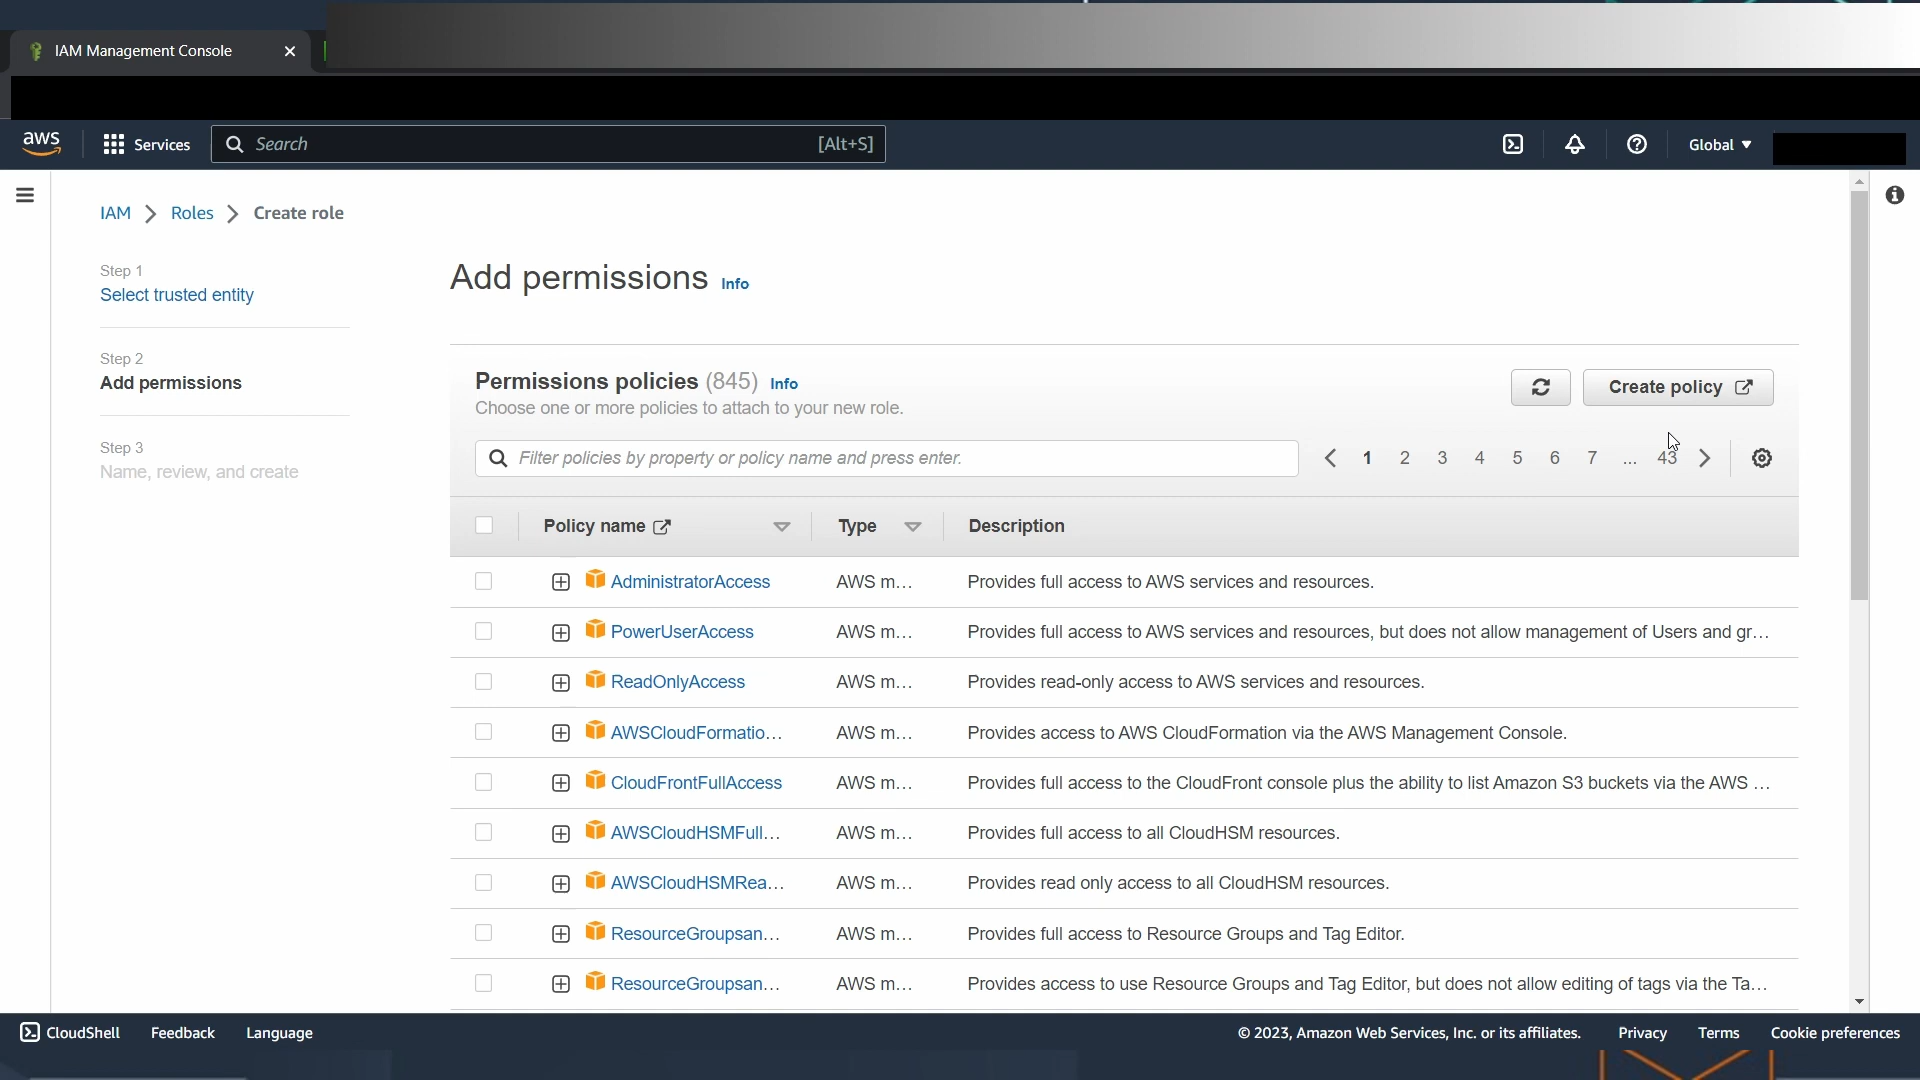 IAM Management Console
aws Services Search [Alt+S] Global
IAM Roles Create role
Step 1
Select trusted entity
Step 2
Add permissions
Step 3
Name, review, and create
Add permissions Info
Permissions policies (845) Info
Choose one or more policies to attach to your new role.
Create policy
Filter policies by property or policy name and press enter.
1 2 3 4 5 6 7 ... 43
Policy name Type Description
AdministratorAccess AWS m... Provides full access to AWS services and resources.
PowerUserAccess AWS m... Provides full access to AWS services and resources, but does not allow management of Users and gr...
ReadOnlyAccess AWS m... Provides read-only access to AWS services and resources.
AWSCloudFormatio... AWS m... Provides access to AWS CloudFormation via the AWS Management Console.
CloudFrontFullAccess AWS m... Provides full access to the CloudFront console plus the ability to list Amazon S3 buckets via the AWS ...
AWSCloudHSMFull... AWS m... Provides full access to all CloudHSM resources.
AWSCloudHSMRea... AWS m... Provides read only access to all CloudHSM resources.
ResourceGroupsan... AWS m... Provides full access to Resource Groups and Tag Editor.
ResourceGroupsan... AWS m... Provides access to use Resource Groups and Tag Editor, but does not allow editing of tags via the Ta...
CloudShell Feedback Language © 2023, Amazon Web Services, Inc. or its affiliates. Privacy Terms Cookie preferences